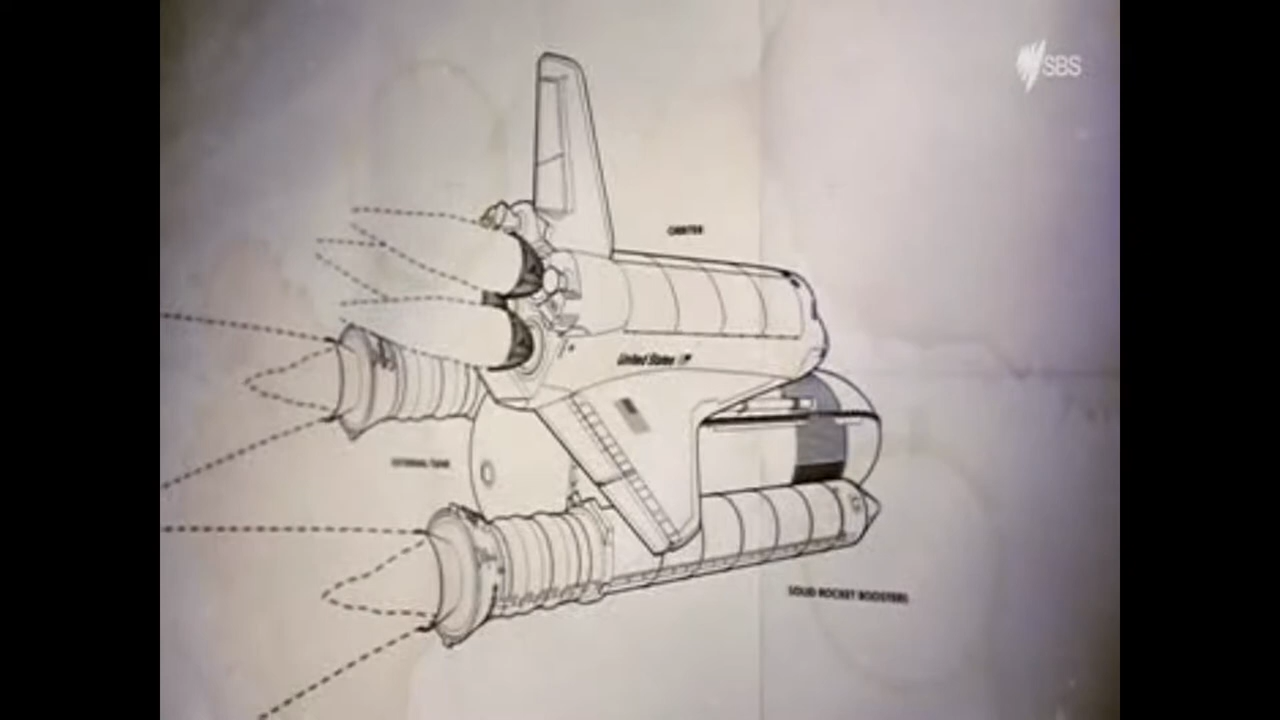 SBS
ORBITER
United States
EXTERNAL TANK
SOLID ROCKET BOOSTERS